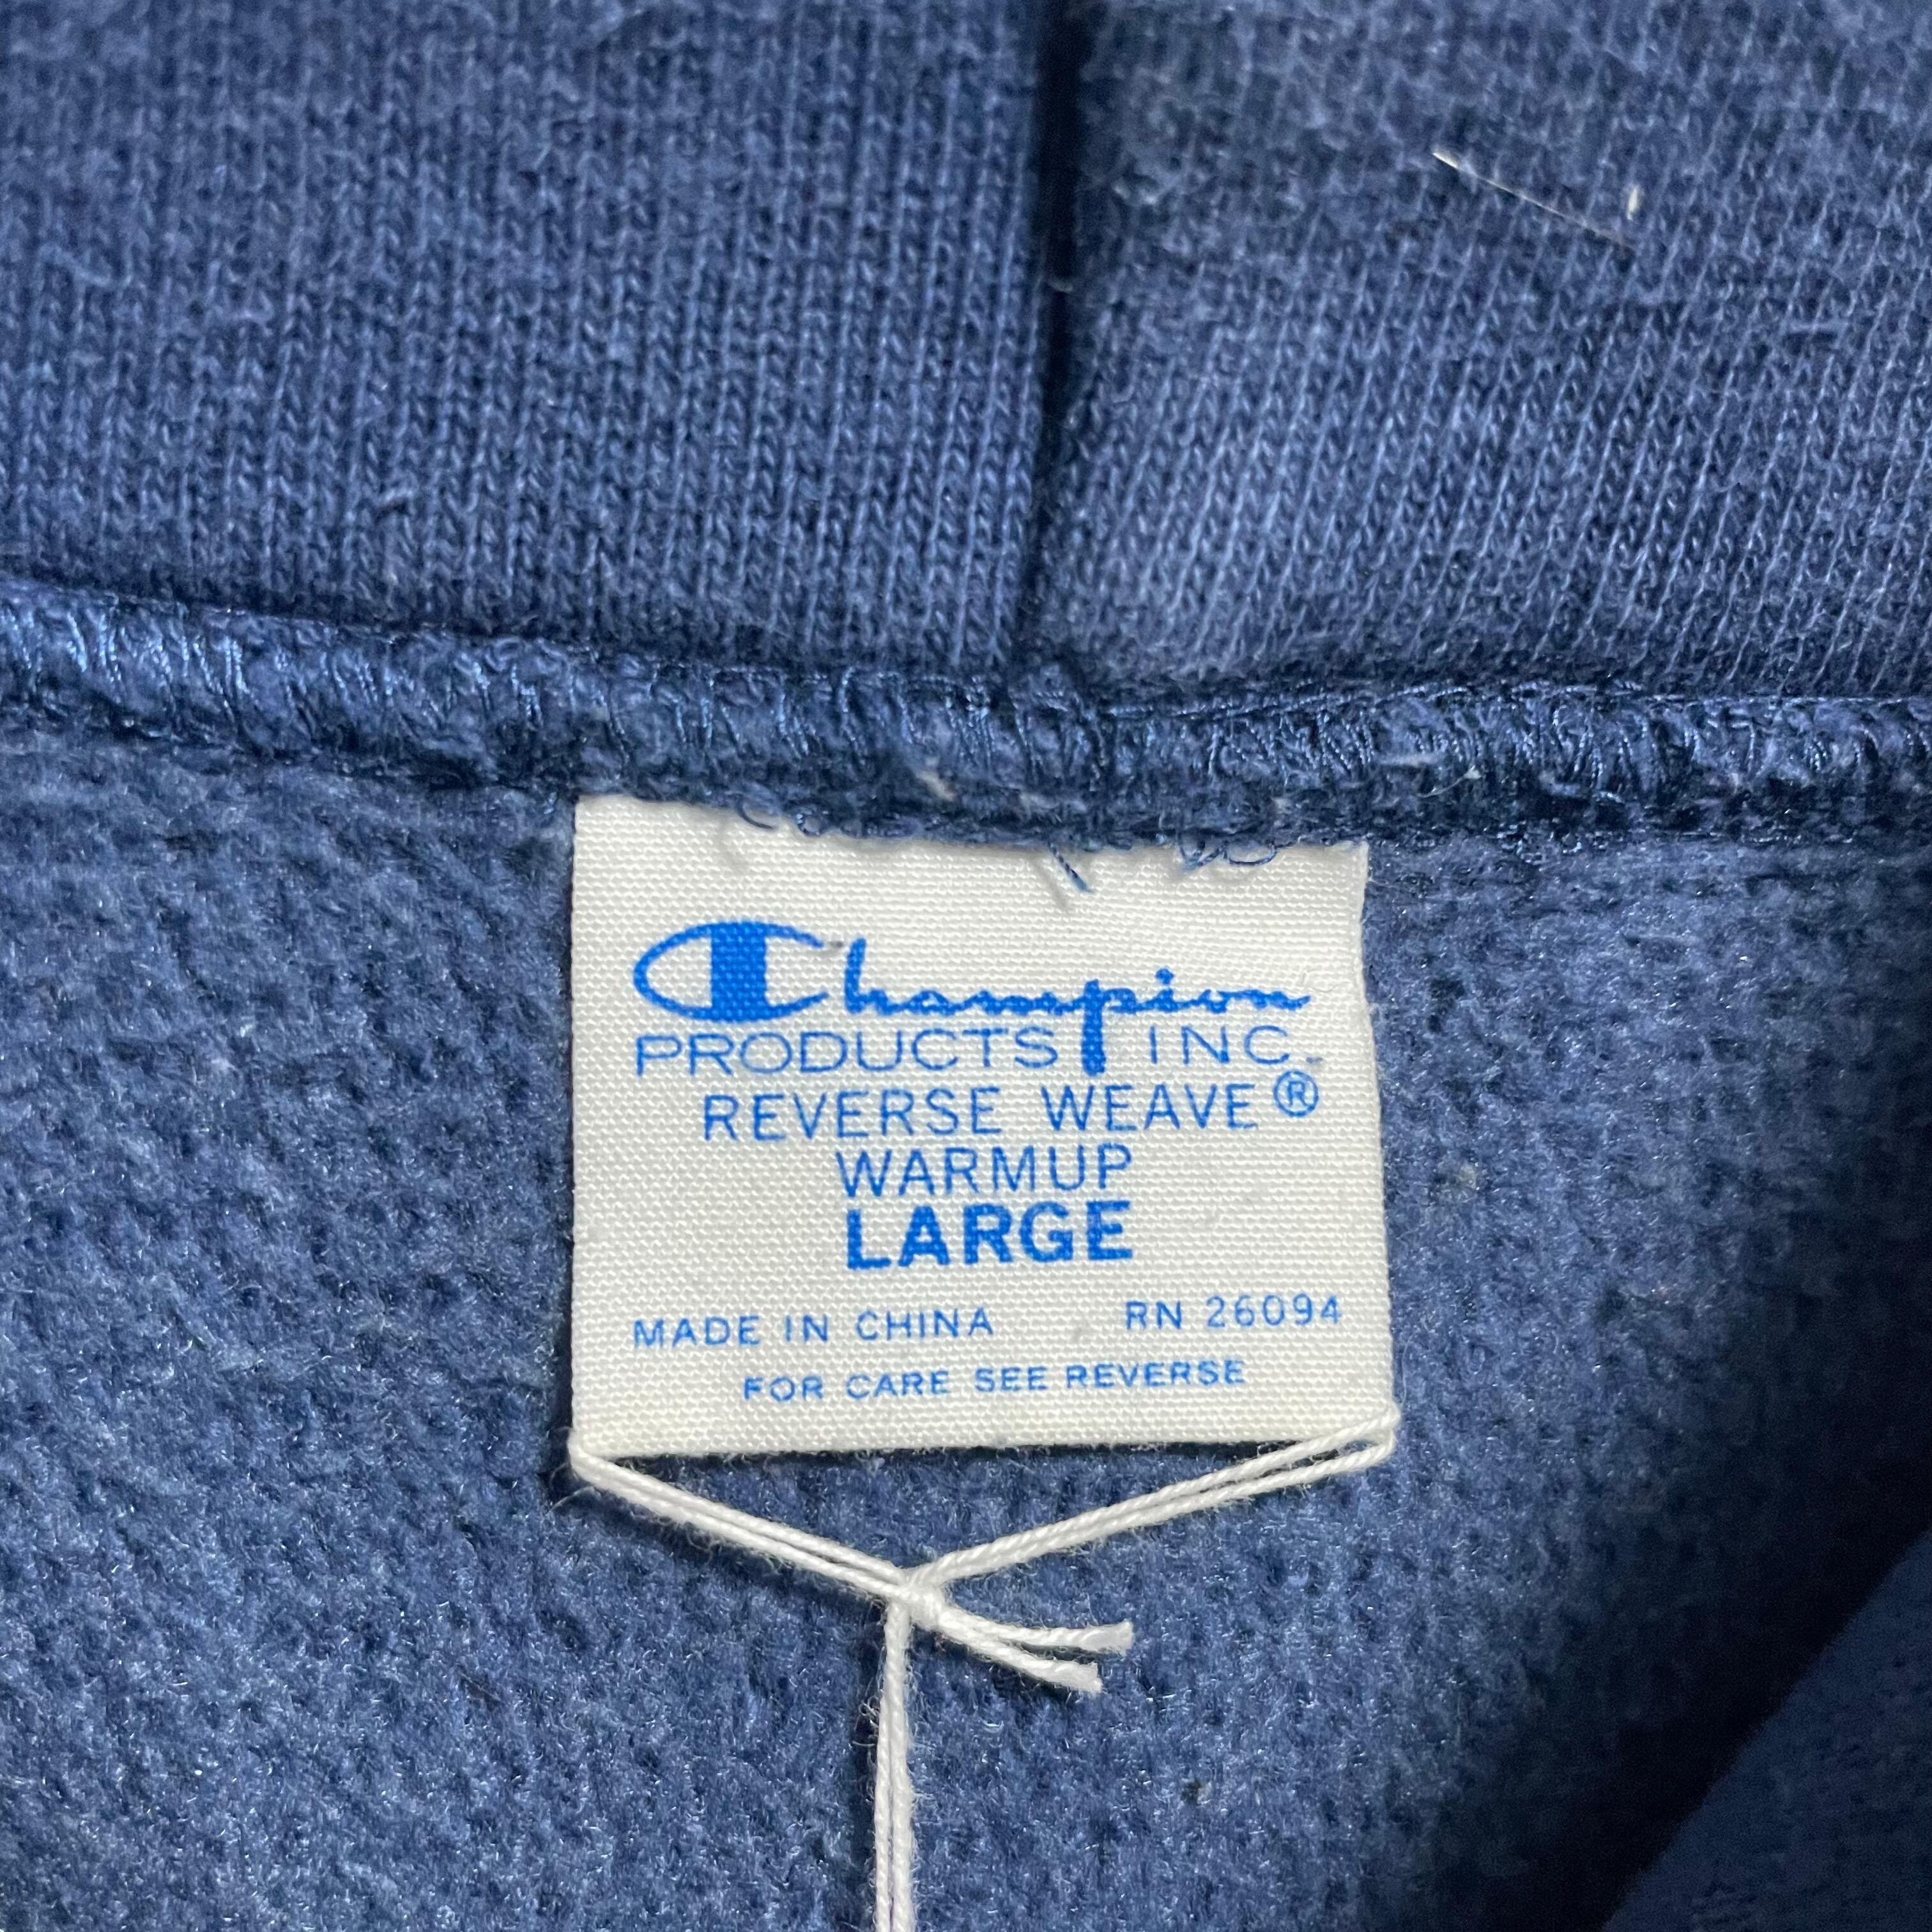 Champion
PRODUCTS INC.
REVERSE WEAVE®
WARMUP
LARGE
MADE IN CHINA RN 26094
FOR CARE SEE REVERSE